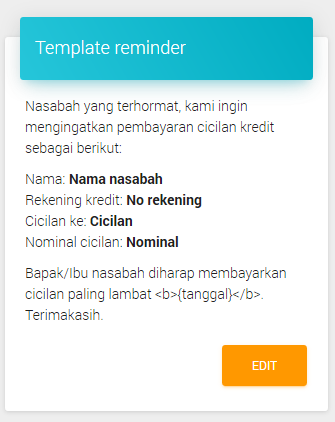 Template reminder
Nasabah yang terhormat, kami ingin
mengingatkan pembayaran cicilan kredit
sebagai berikut:
Nama: Nama nasabah
Rekening kredit: No rekening
Cicilan ke: Cicilan
Nominal cicilan: Nominal
Bapak/Ibu nasabah diharap membayarkan
cicilan paling lambat <b>{tanggal}</b>.
Terimakasih.
EDIT